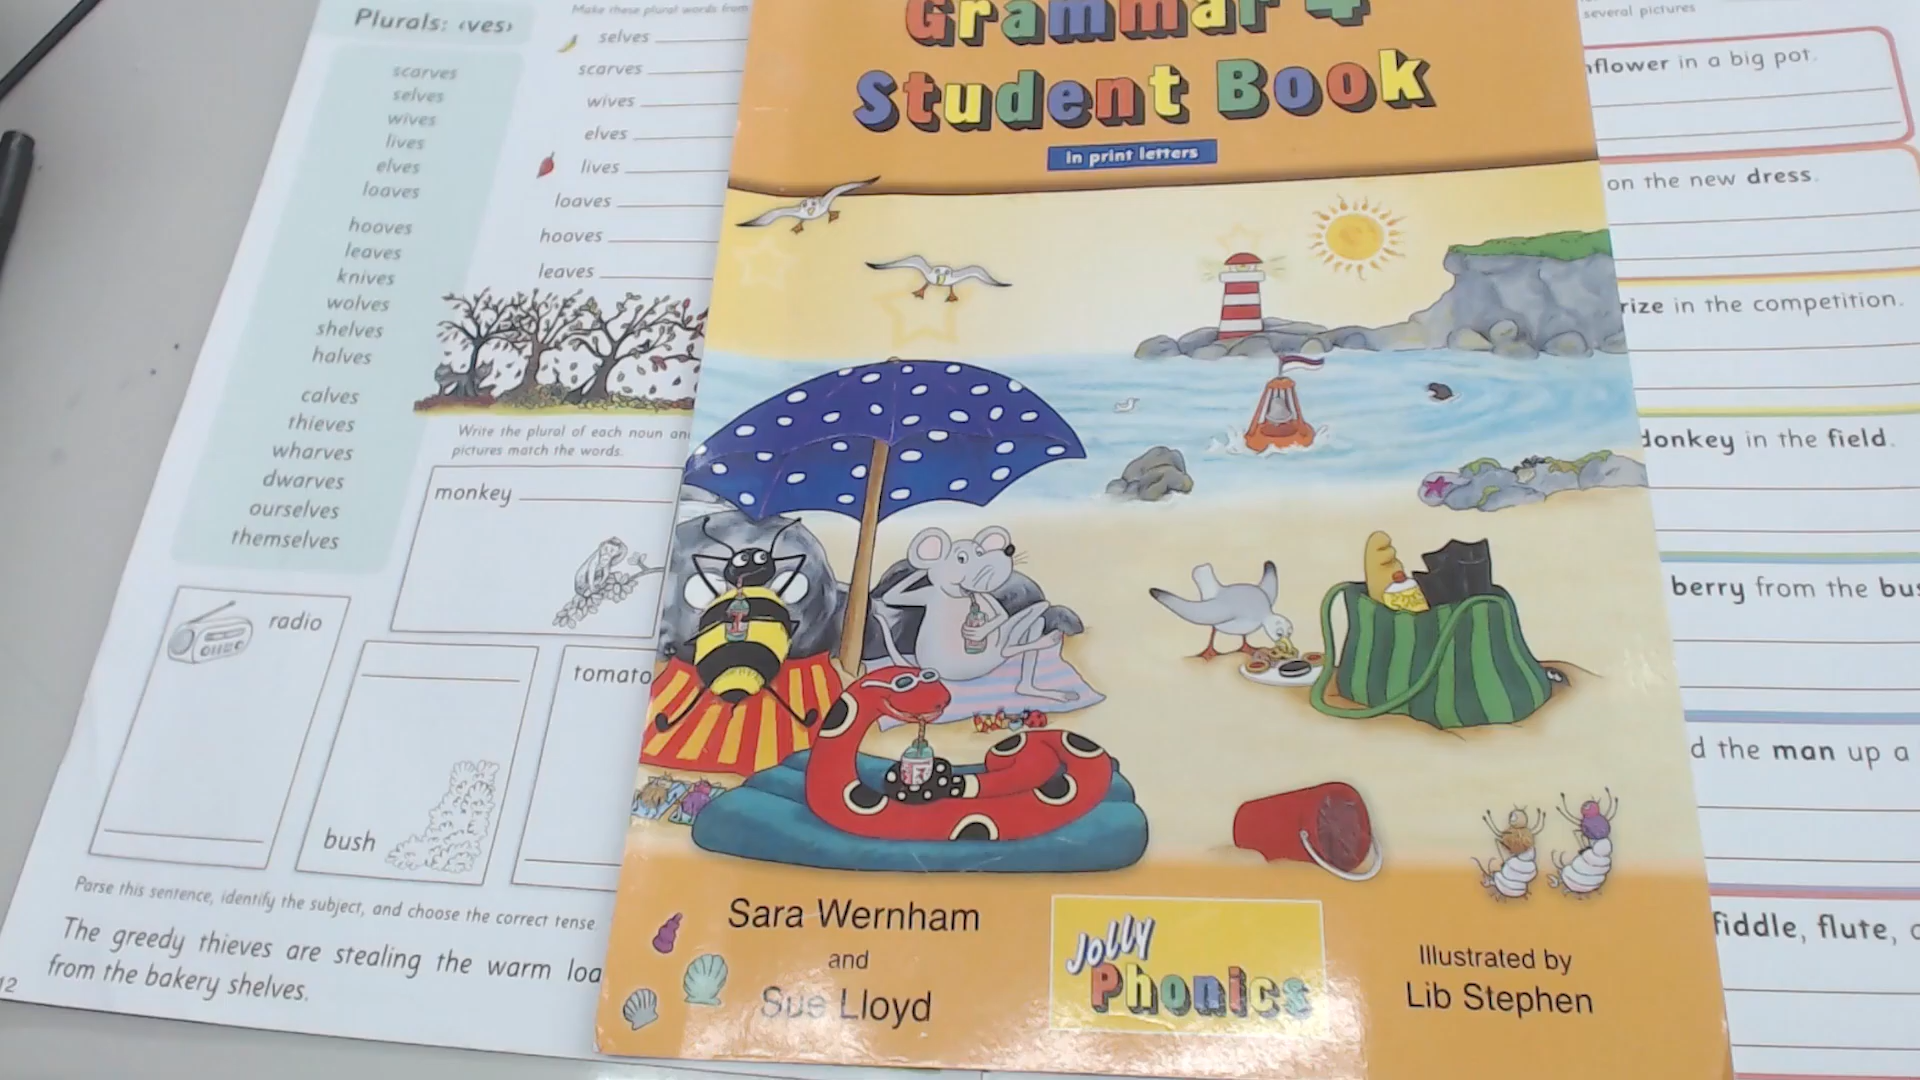 Plurals: ‹ves›
scarves
selves
wives
lives
elves
loaves
hooves
leaves
knives
wolves
shelves
halves
calves
thieves
wharves
dwarves
ourselves
themselves
Make these plural words from
selves
scarves
wives
elves
lives
loaves
hooves
leaves
Write the plural of each noun
pictures match the words.
monkey
radio
bush
tomato
Parse this sentence, identify the subject, and choose the correct tense
The greedy thieves are stealing the warm loa
from the bakery shelves.
12
Grammar 4
Student Book
in print letters
Sara Wernham
and
Sue Lloyd
Jolly
Phonics
Illustrated by
Lib Stephen
several pictures
nflower in a big pot.
on the new dress.
rize in the competition.
donkey in the field.
berry from the bus
d the man up a
fiddle, flute,